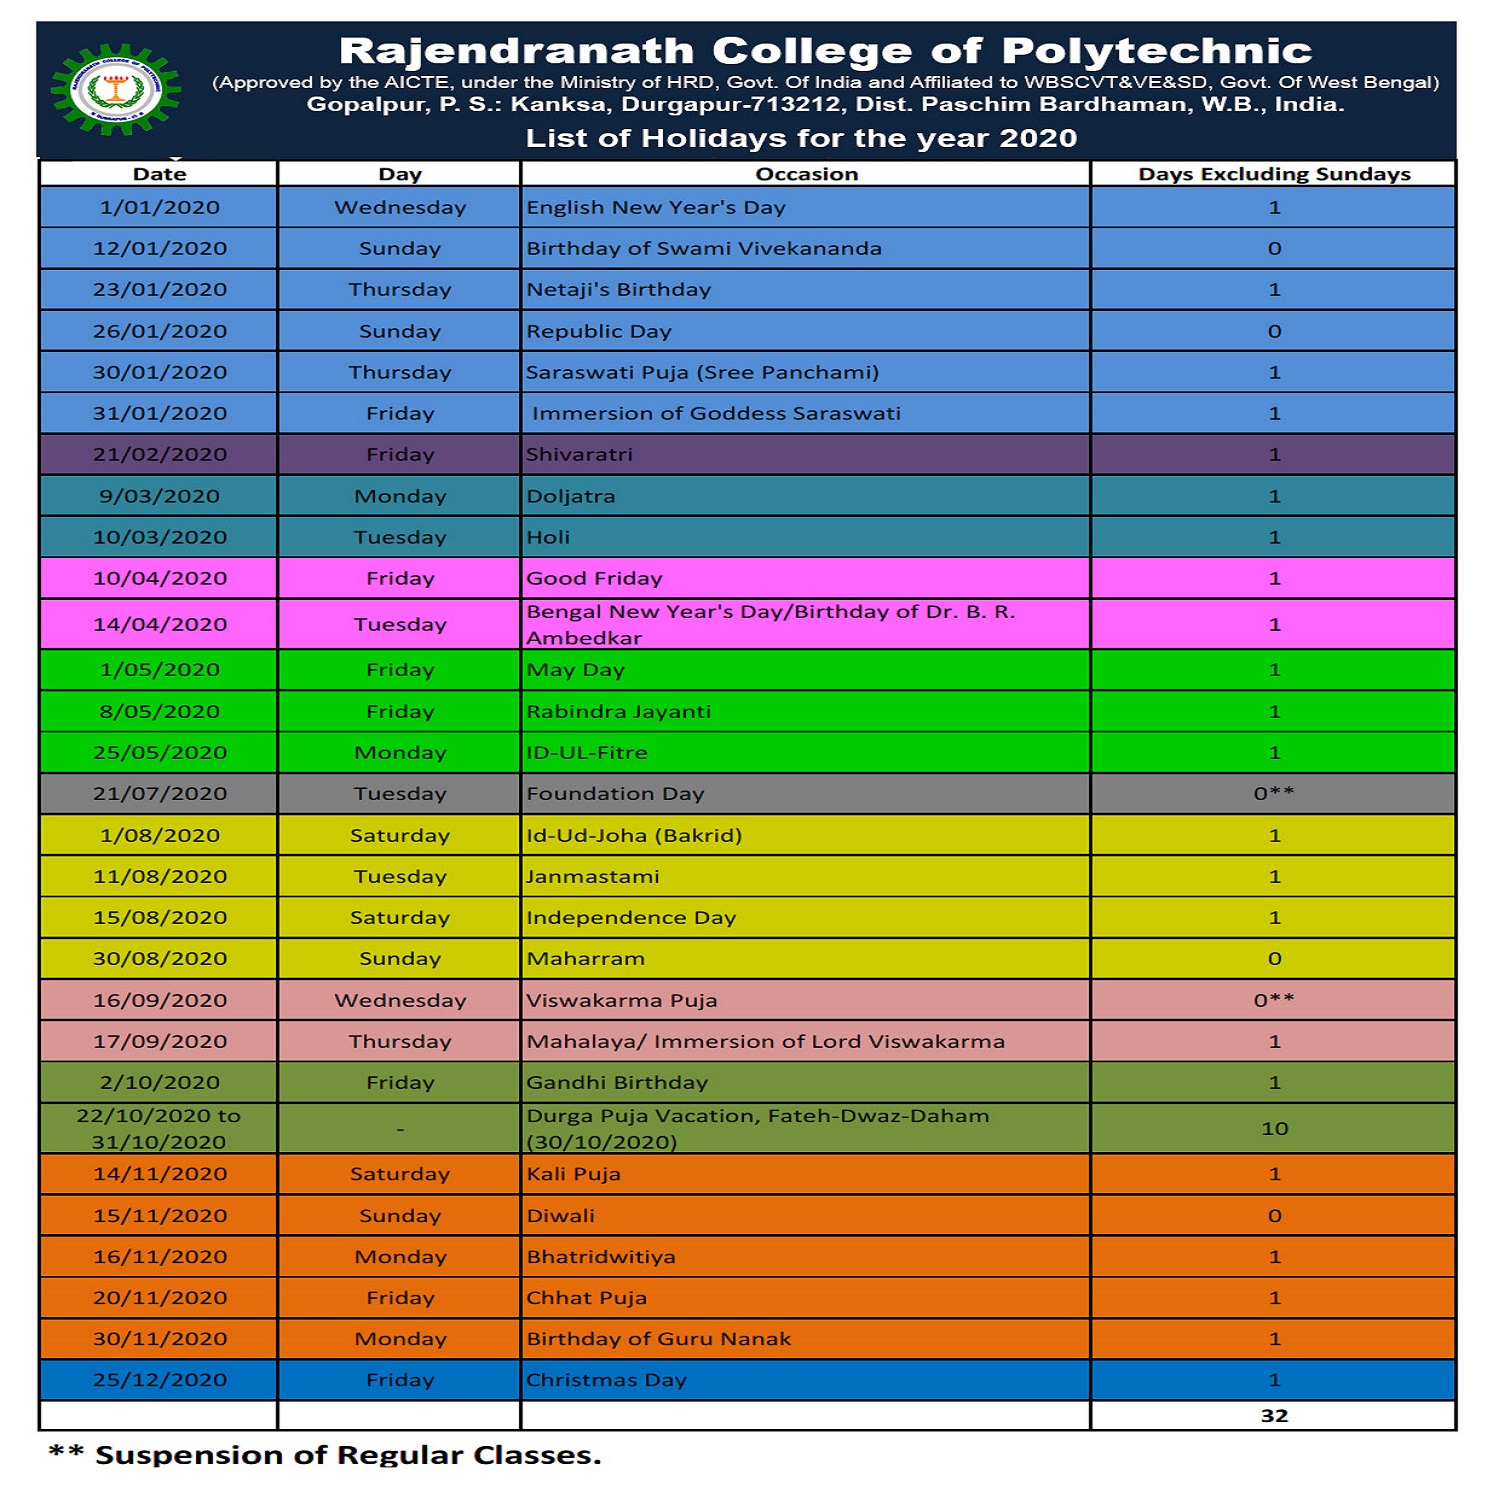 Rajendranath College of Polytechnic
(Approved by the AICTE, under the Ministry of HRD, Govt. Of India and Affiliated to WBSCVT&VE&SD, Govt. Of West Bengal)
Gopalpur, P. S.: Kanksa, Durgapur-713212, Dist. Paschim Bardhaman, W.B., India.
List of Holidays for the year 2020
Date Day Occasion Days Excluding Sundays
1/01/2020 Wednesday English New Year's Day 1
12/01/2020 Sunday Birthday of Swami Vivekananda 0
23/01/2020 Thursday Netaji's Birthday 1
26/01/2020 Sunday Republic Day 0
30/01/2020 Thursday Saraswati Puja (Sree Panchami) 1
31/01/2020 Friday Immersion of Goddess Saraswati 1
21/02/2020 Friday Shivaratri 1
9/03/2020 Monday Doljatra 1
10/03/2020 Tuesday Holi 1
10/04/2020 Friday Good Friday 1
14/04/2020 Tuesday Bengal New Year's Day/Birthday of Dr. B. R.
Ambedkar 1
1/05/2020 Friday May Day 1
8/05/2020 Friday Rabindra Jayanti 1
25/05/2020 Monday ID-UL-Fitre 1
21/07/2020 Tuesday Foundation Day 0**
1/08/2020 Saturday Id-Ud-Joha (Bakrid) 1
11/08/2020 Tuesday Janmastami 1
15/08/2020 Saturday Independence Day 1
30/08/2020 Sunday Maharram 0
16/09/2020 Wednesday Viswakarma Puja 0**
17/09/2020 Thursday Mahalaya/ Immersion of Lord Viswakarma 1
2/10/2020 Friday Gandhi Birthday 1
22/10/2020 to
31/10/2020 - Durga Puja Vacation, Fateh-Dwaz-Daham
(30/10/2020) 10
14/11/2020 Saturday Kali Puja 1
15/11/2020 Sunday Diwali 0
16/11/2020 Monday Bhatridwitiya 1
20/11/2020 Friday Chhat Puja 1
30/11/2020 Monday Birthday of Guru Nanak 1
25/12/2020 Friday Christmas Day 1
32
** Suspension of Regular Classes.